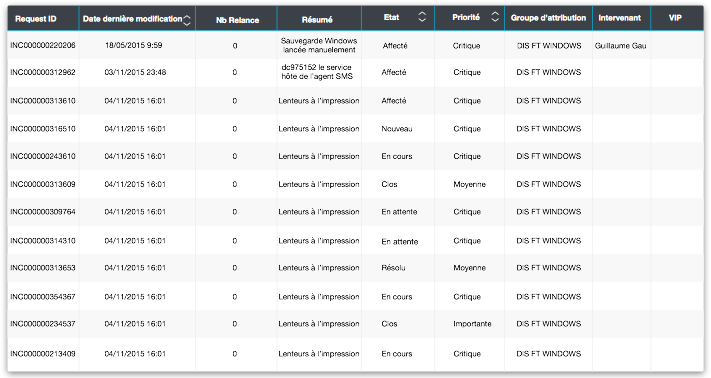 Request ID Date dernière modification Nb Relance Résumé Etat Priorité Groupe d'attribution Intervenant VIP
INC000000220206 18/05/2015 9:59 0 Sauvegarde Windows lancée manuelement Affecté Critique DIS FT WINDOWS Guillaume Gau
INC000000312962 03/11/2015 23:48 0 dc975152 le service hôte de l'agent SMS Affecté Critique DIS FT WINDOWS
INC000000313610 04/11/2015 16:01 0 Lenteurs à l'impression Affecté Critique DIS FT WINDOWS
INC000000316510 04/11/2015 16:01 0 Lenteurs à l'impression Nouveau Critique DIS FT WINDOWS
INC000000243610 04/11/2015 16:01 0 Lenteurs à l'impression En cours Critique DIS FT WINDOWS
INC000000313609 04/11/2015 16:01 0 Lenteurs à l'impression Clos Moyenne DIS FT WINDOWS
INC000000309764 04/11/2015 16:01 0 Lenteurs à l'impression En attente Critique DIS FT WINDOWS
INC000000314310 04/11/2015 16:01 0 Lenteurs à l'impression En attente Critique DIS FT WINDOWS
INC000000313653 04/11/2015 16:01 0 Lenteurs à l'impression Résolu Moyenne DIS FT WINDOWS
INC000000354367 04/11/2015 16:01 0 Lenteurs à l'impression En cours Critique DIS FT WINDOWS
INC000000234537 04/11/2015 16:01 0 Lenteurs à l'impression Clos Importante DIS FT WINDOWS
INC000000213409 04/11/2015 16:01 0 Lenteurs à l'impression En cours Critique DIS FT WINDOWS